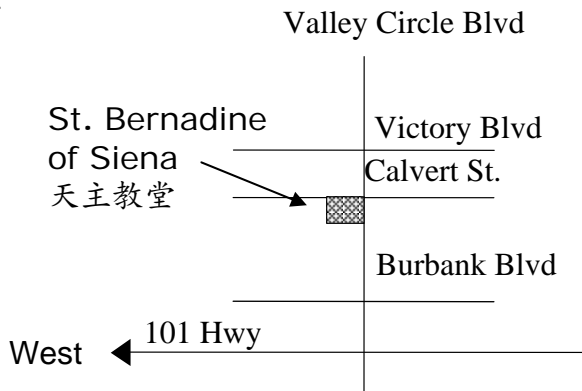 Valley Circle Blvd
St. Bernadine
of Siena
天主教堂
Victory Blvd
Calvert St.
Burbank Blvd
101 Hwy
West